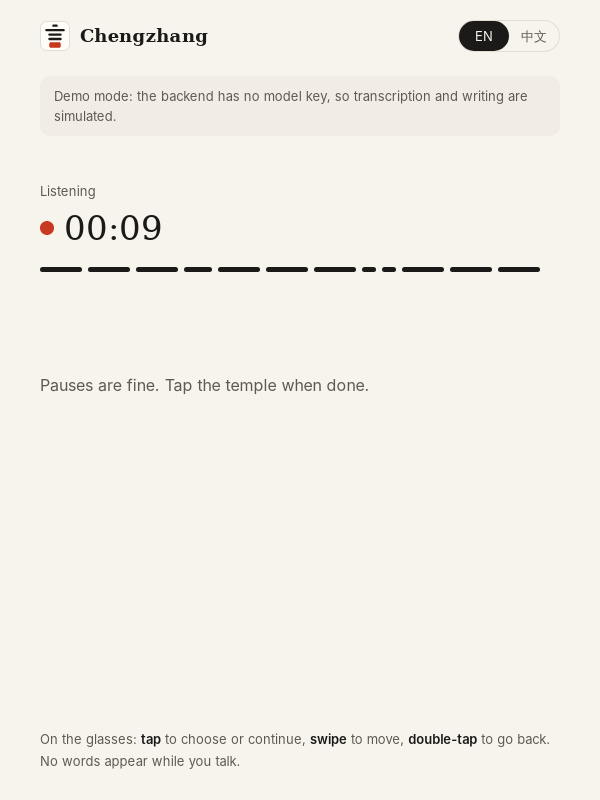 Chengzhang
EN
中文
Demo mode: the backend has no model key, so transcription and writing are
simulated.
Listening
00:09
Pauses are fine. Tap the temple when done.
On the glasses: tap to choose or continue, swipe to move, double-tap to go back.
No words appear while you talk.